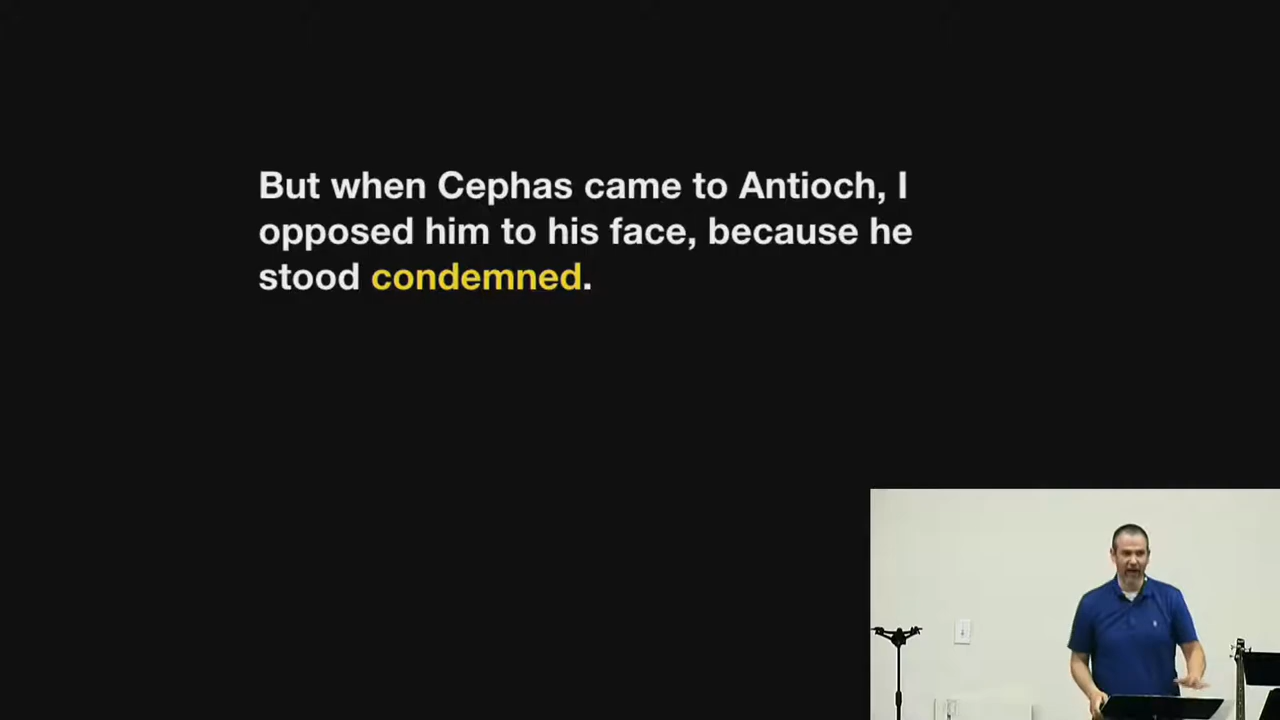 But when Cephas came to Antioch, I
opposed him to his face, because he
stood condemned.